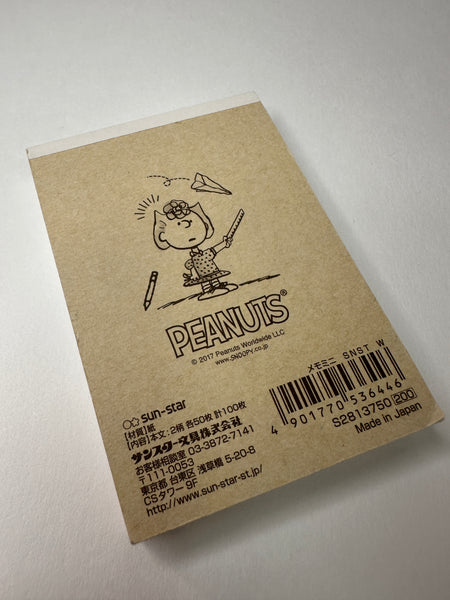 PEANUTS®
© 2017 Peanuts Worldwide LLC
www.SNOOPY.co.jp
sun-star
[材質]紙
[内容]本文:2柄 各50枚 計100枚
サンスター文具株式会社
お客様相談室 03-3872-7141
〒111-0053
東京都 台東区 浅草橋 5-20-8
CSタワー 9F
http://www.sun-star-st.jp/
メモミニ SNST W
4 901770 536446
S2813750 200
Made in Japan